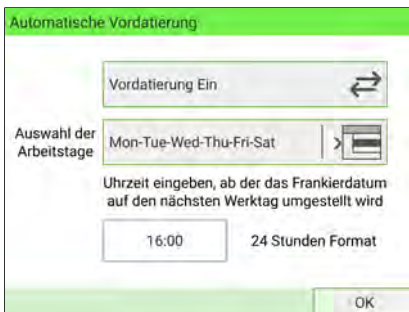 Automatische Vordatierung
Vordatierung Ein
Auswahl der
Arbeitstage
Mon-Tue-Wed-Thu-Fri-Sat
Uhrzeit eingeben, ab der das Frankierdatum
auf den nächsten Werktag umgestellt wird
16:00
24 Stunden Format
OK